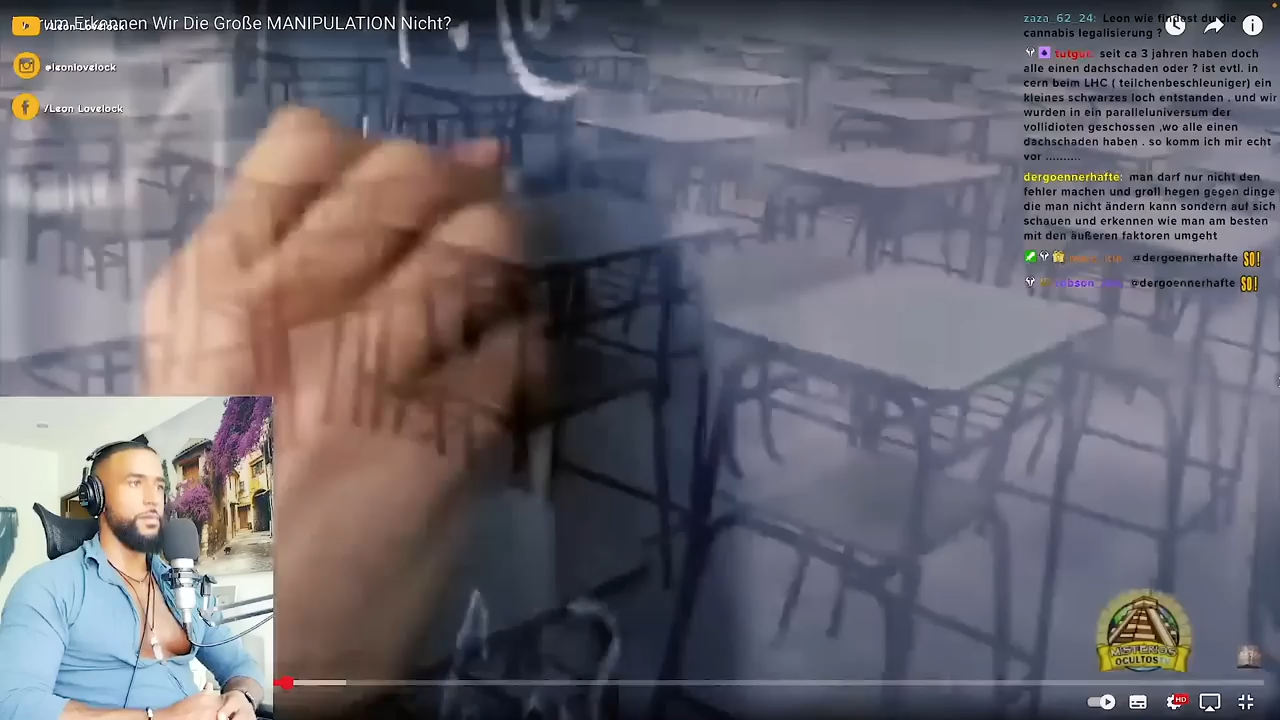 Erkennen Wir Die Große MANIPULATION Nicht?
/Leon Lovelock
@leonlovelock
/Leon Lovelock
zaza_62_24: Leon wie findest du die
cannabis legalisierung ?
seit ca 3 jahren haben doch
alle einen dachschaden oder ? ist evtl. in
cern beim LHC ( teilchenbeschleuniger) ein
kleines schwarzes loch entstanden . und wir
wurden in ein paralleluniversum der
vollidioten geschossen ,wo alle einen
dachschaden haben . so komm ich mir echt
vor ..........
dergoennerhafte: man darf nur nicht den
fehler machen und groll hegen gegen dinge
die man nicht ändern kann sondern auf sich
schauen und erkennen wie man am besten
mit den äußeren faktoren umgeht
@dergoennerhafte SO!
@dergoennerhafte SO!
MISTERIOS
OCULTOS
HD